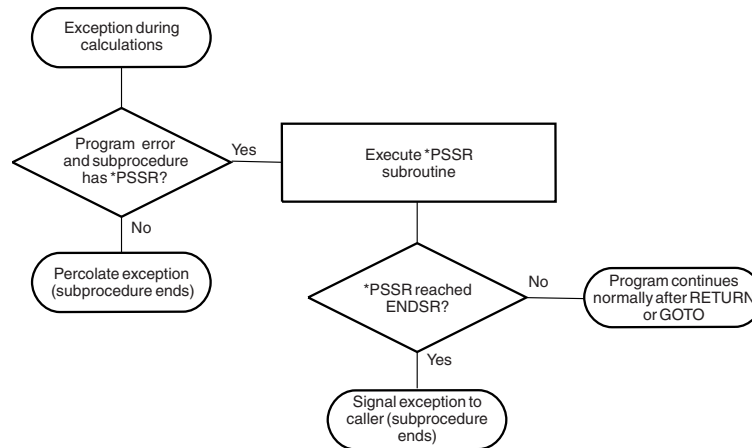 Exception during
calculations
Program error
and subprocedure
has *PSSR?
Yes
Execute *PSSR
subroutine
No
Percolate exception
(subprocedure ends)
*PSSR reached
ENDSR?
No
Program continues
normally after RETURN
or GOTO
Yes
Signal exception to
caller (subprocedure
ends)